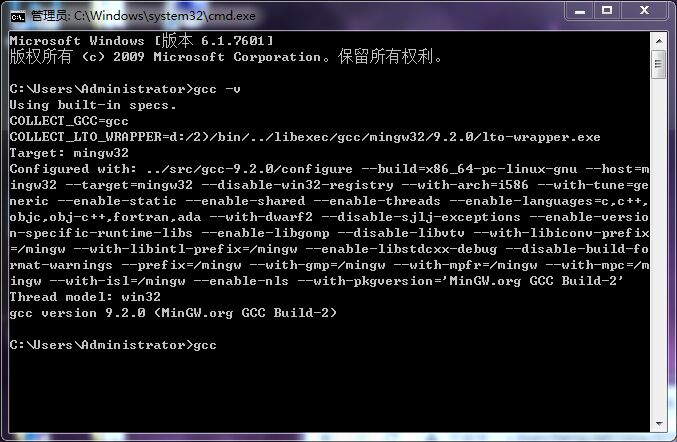 管理员: C:\Windows\system32\cmd.exe
Microsoft Windows [版本 6.1.7601]
版权所有 (c) 2009 Microsoft Corporation。保留所有权利。
C:\Users\Administrator>gcc -v
Using built-in specs.
COLLECT_GCC=gcc
COLLECT_LTO_WRAPPER=d:/2)/bin/../libexec/gcc/mingw32/9.2.0/lto-wrapper.exe
Target: mingw32
Configured with: ../src/gcc-9.2.0/configure --build=x86_64-pc-linux-gnu --host=m
ingw32 --target=mingw32 --disable-win32-registry --with-arch=i586 --with-tune=ge
neric --enable-static --enable-shared --enable-threads --enable-languages=c,c++,
objc,obj-c++,fortran,ada --with-dwarf2 --disable-sjlj-exceptions --enable-versio
n-specific-runtime-libs --enable-libgomp --disable-libvtv --with-libiconv-prefix
=/mingw --with-libintl-prefix=/mingw --enable-libstdcxx-debug --disable-build-fo
rmat-warnings --prefix=/mingw --with-gmp=/mingw --with-mpfr=/mingw --with-mpc=/m
ingw --with-isl=/mingw --enable-nls --with-pkgversion='MinGW.org GCC Build-2'
Thread model: win32
gcc version 9.2.0 (MinGW.org GCC Build-2)
C:\Users\Administrator>gcc